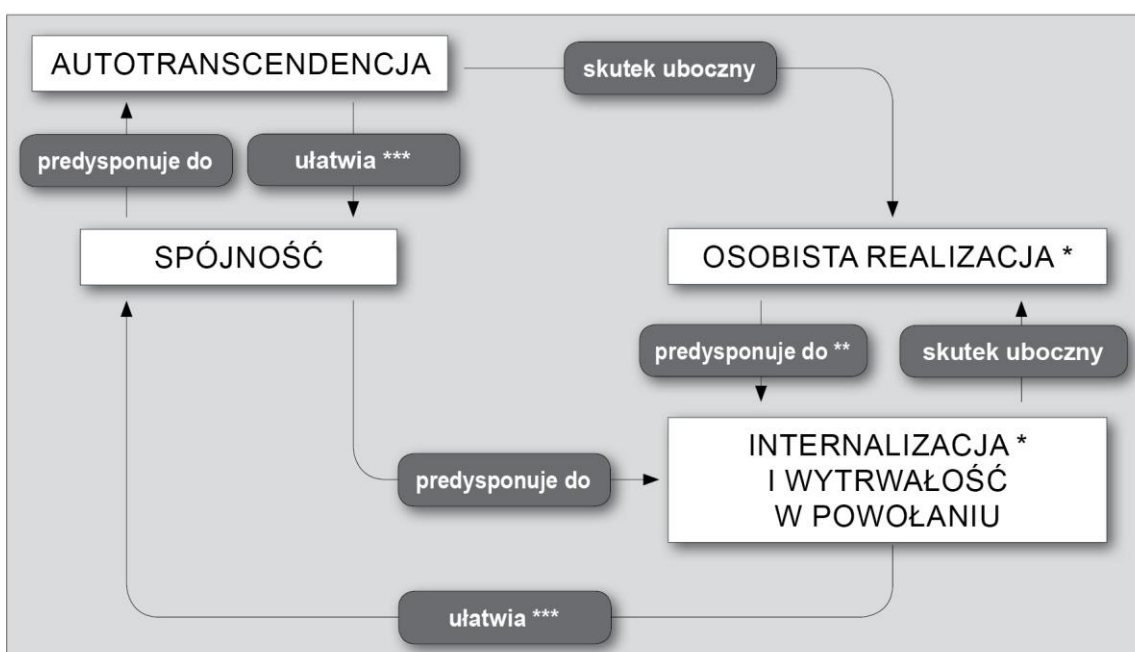 AUTOTRANSCENDENCJA
skutek uboczny
predysponuje do
ułatwia ***
SPÓJNOŚĆ
OSOBISTA REALIZACJA *
predysponuje do **
skutek uboczny
INTERNALIZACJA *
I WYTRWAŁOŚĆ
W POWOŁANIU
predysponuje do
ułatwia ***